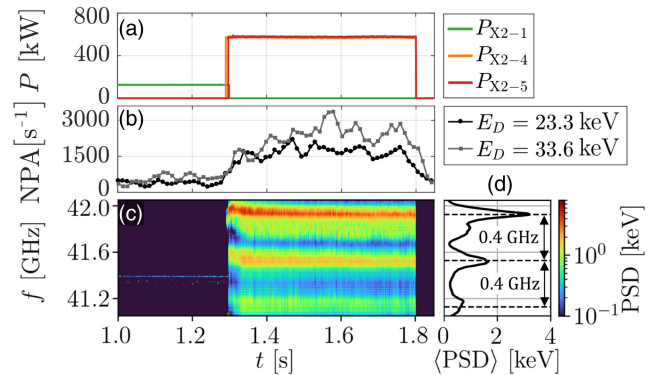 (a)
P [kW]
800
400
0
P_X2−1
P_X2−4
P_X2−5
(b)
NPA [s⁻¹]
3000
1500
0
E_D = 23.3 keV
E_D = 33.6 keV
(c)
f [GHz]
42.0
41.6
41.2
1.0 1.2 1.4 1.6 1.8
t [s]
(d)
0.4 GHz
0.4 GHz
0 2 4
⟨PSD⟩ [keV]
10⁰
10⁻¹
PSD [keV]